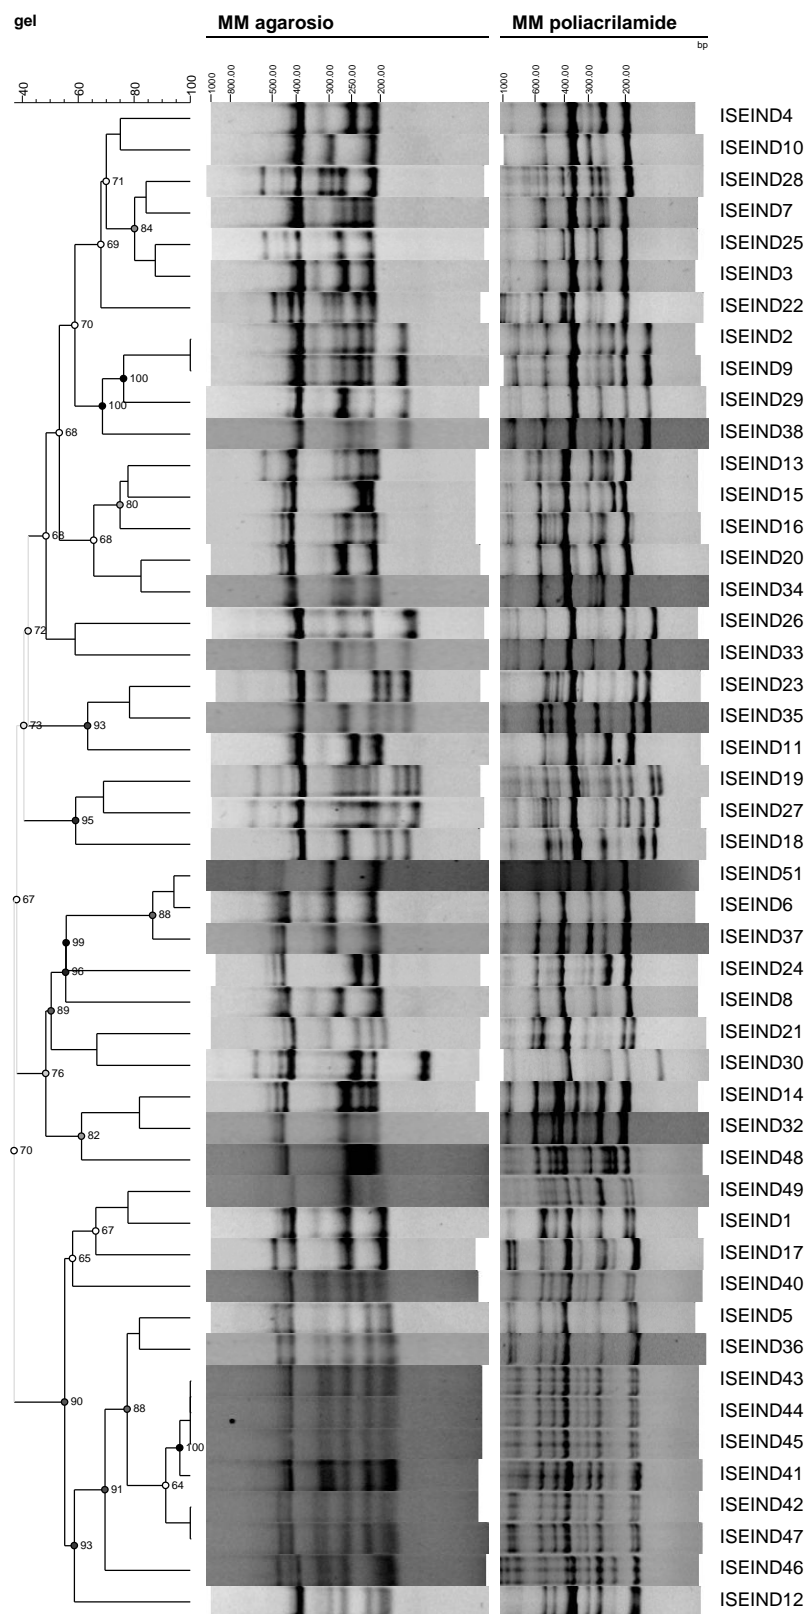 gel MM agarosio MM poliacrilamide
bp
40 60 80 100 1000 800.00 500.00 400.00 300.00 250.00 200.00 1000 600.00 400.00 300.00 200.00
ISEIND4
ISEIND10
71 ISEIND28
ISEIND7
84
69 ISEIND25
ISEIND3
ISEIND22
70 ISEIND2
ISEIND9
100
100 ISEIND29
68 ISEIND38
ISEIND13
80 ISEIND15
68 68 ISEIND16
ISEIND20
ISEIND34
72 ISEIND26
ISEIND33
ISEIND23
73 93 ISEIND35
ISEIND11
ISEIND19
95 ISEIND27
ISEIND18
ISEIND51
67 88 ISEIND6
99 ISEIND37
96 ISEIND24
89 ISEIND8
ISEIND21
76 ISEIND30
ISEIND14
82 ISEIND32
70 ISEIND48
ISEIND49
67 ISEIND1
65 ISEIND17
ISEIND40
ISEIND5
ISEIND36
ISEIND43
90 88 ISEIND44
100 ISEIND45
64 ISEIND41
91 ISEIND42
93 ISEIND47
ISEIND46
ISEIND12